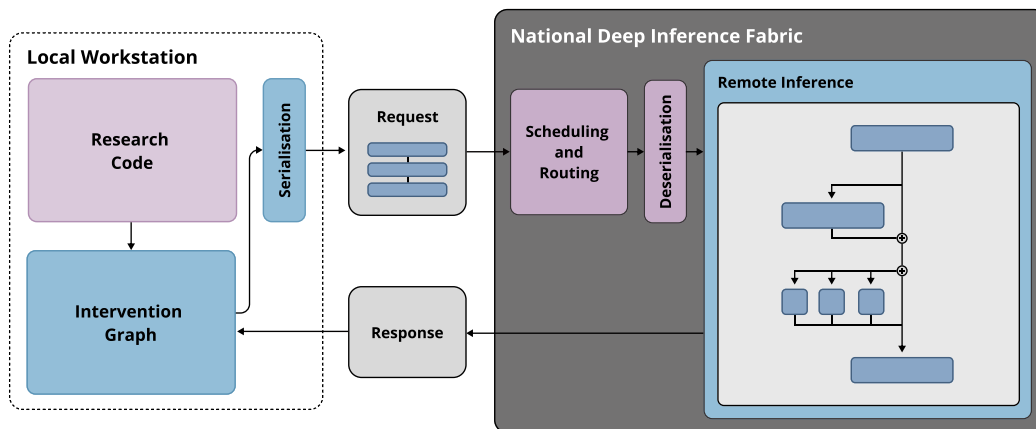 Local Workstation
Research
Code
Serialisation
Intervention
Graph
Request
Response
National Deep Inference Fabric
Scheduling
and
Routing
Deserialisation
Remote Inference